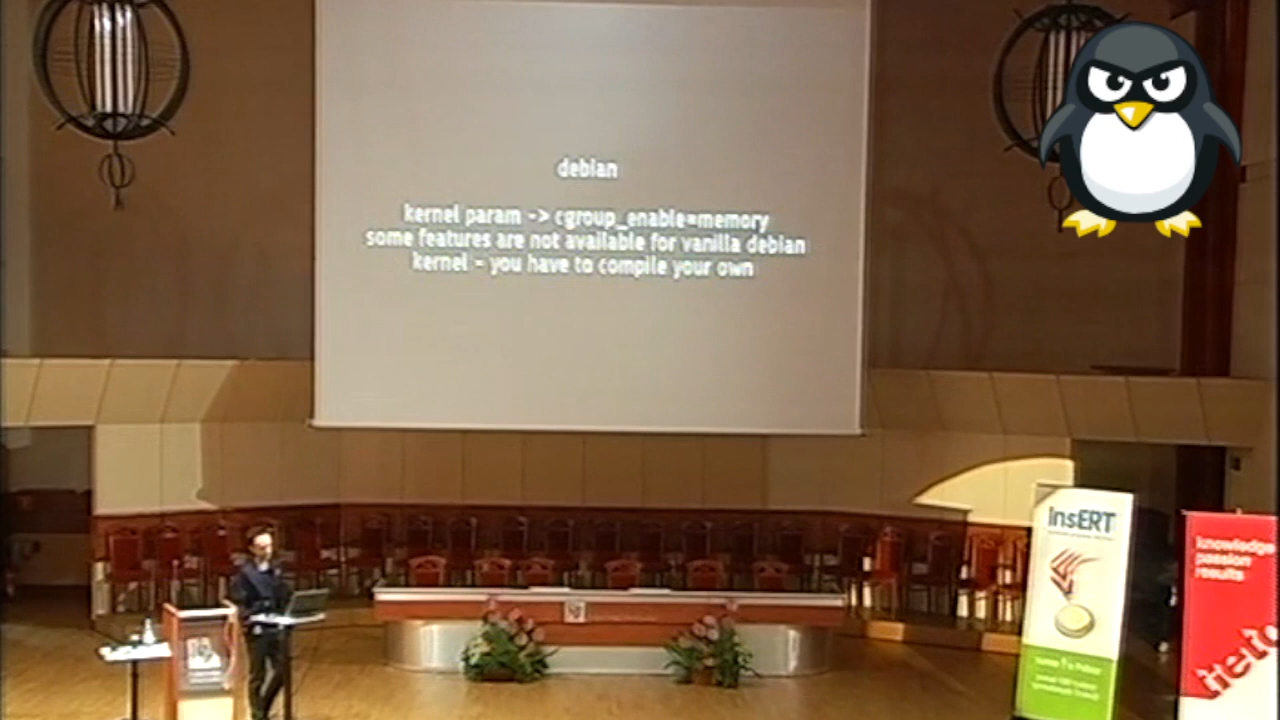 debian
kernel param -> cgroup_enable=memory
some features are not available for vanilla debian
kernel - you have to compile your own
InsERT
knowledge
passion
results